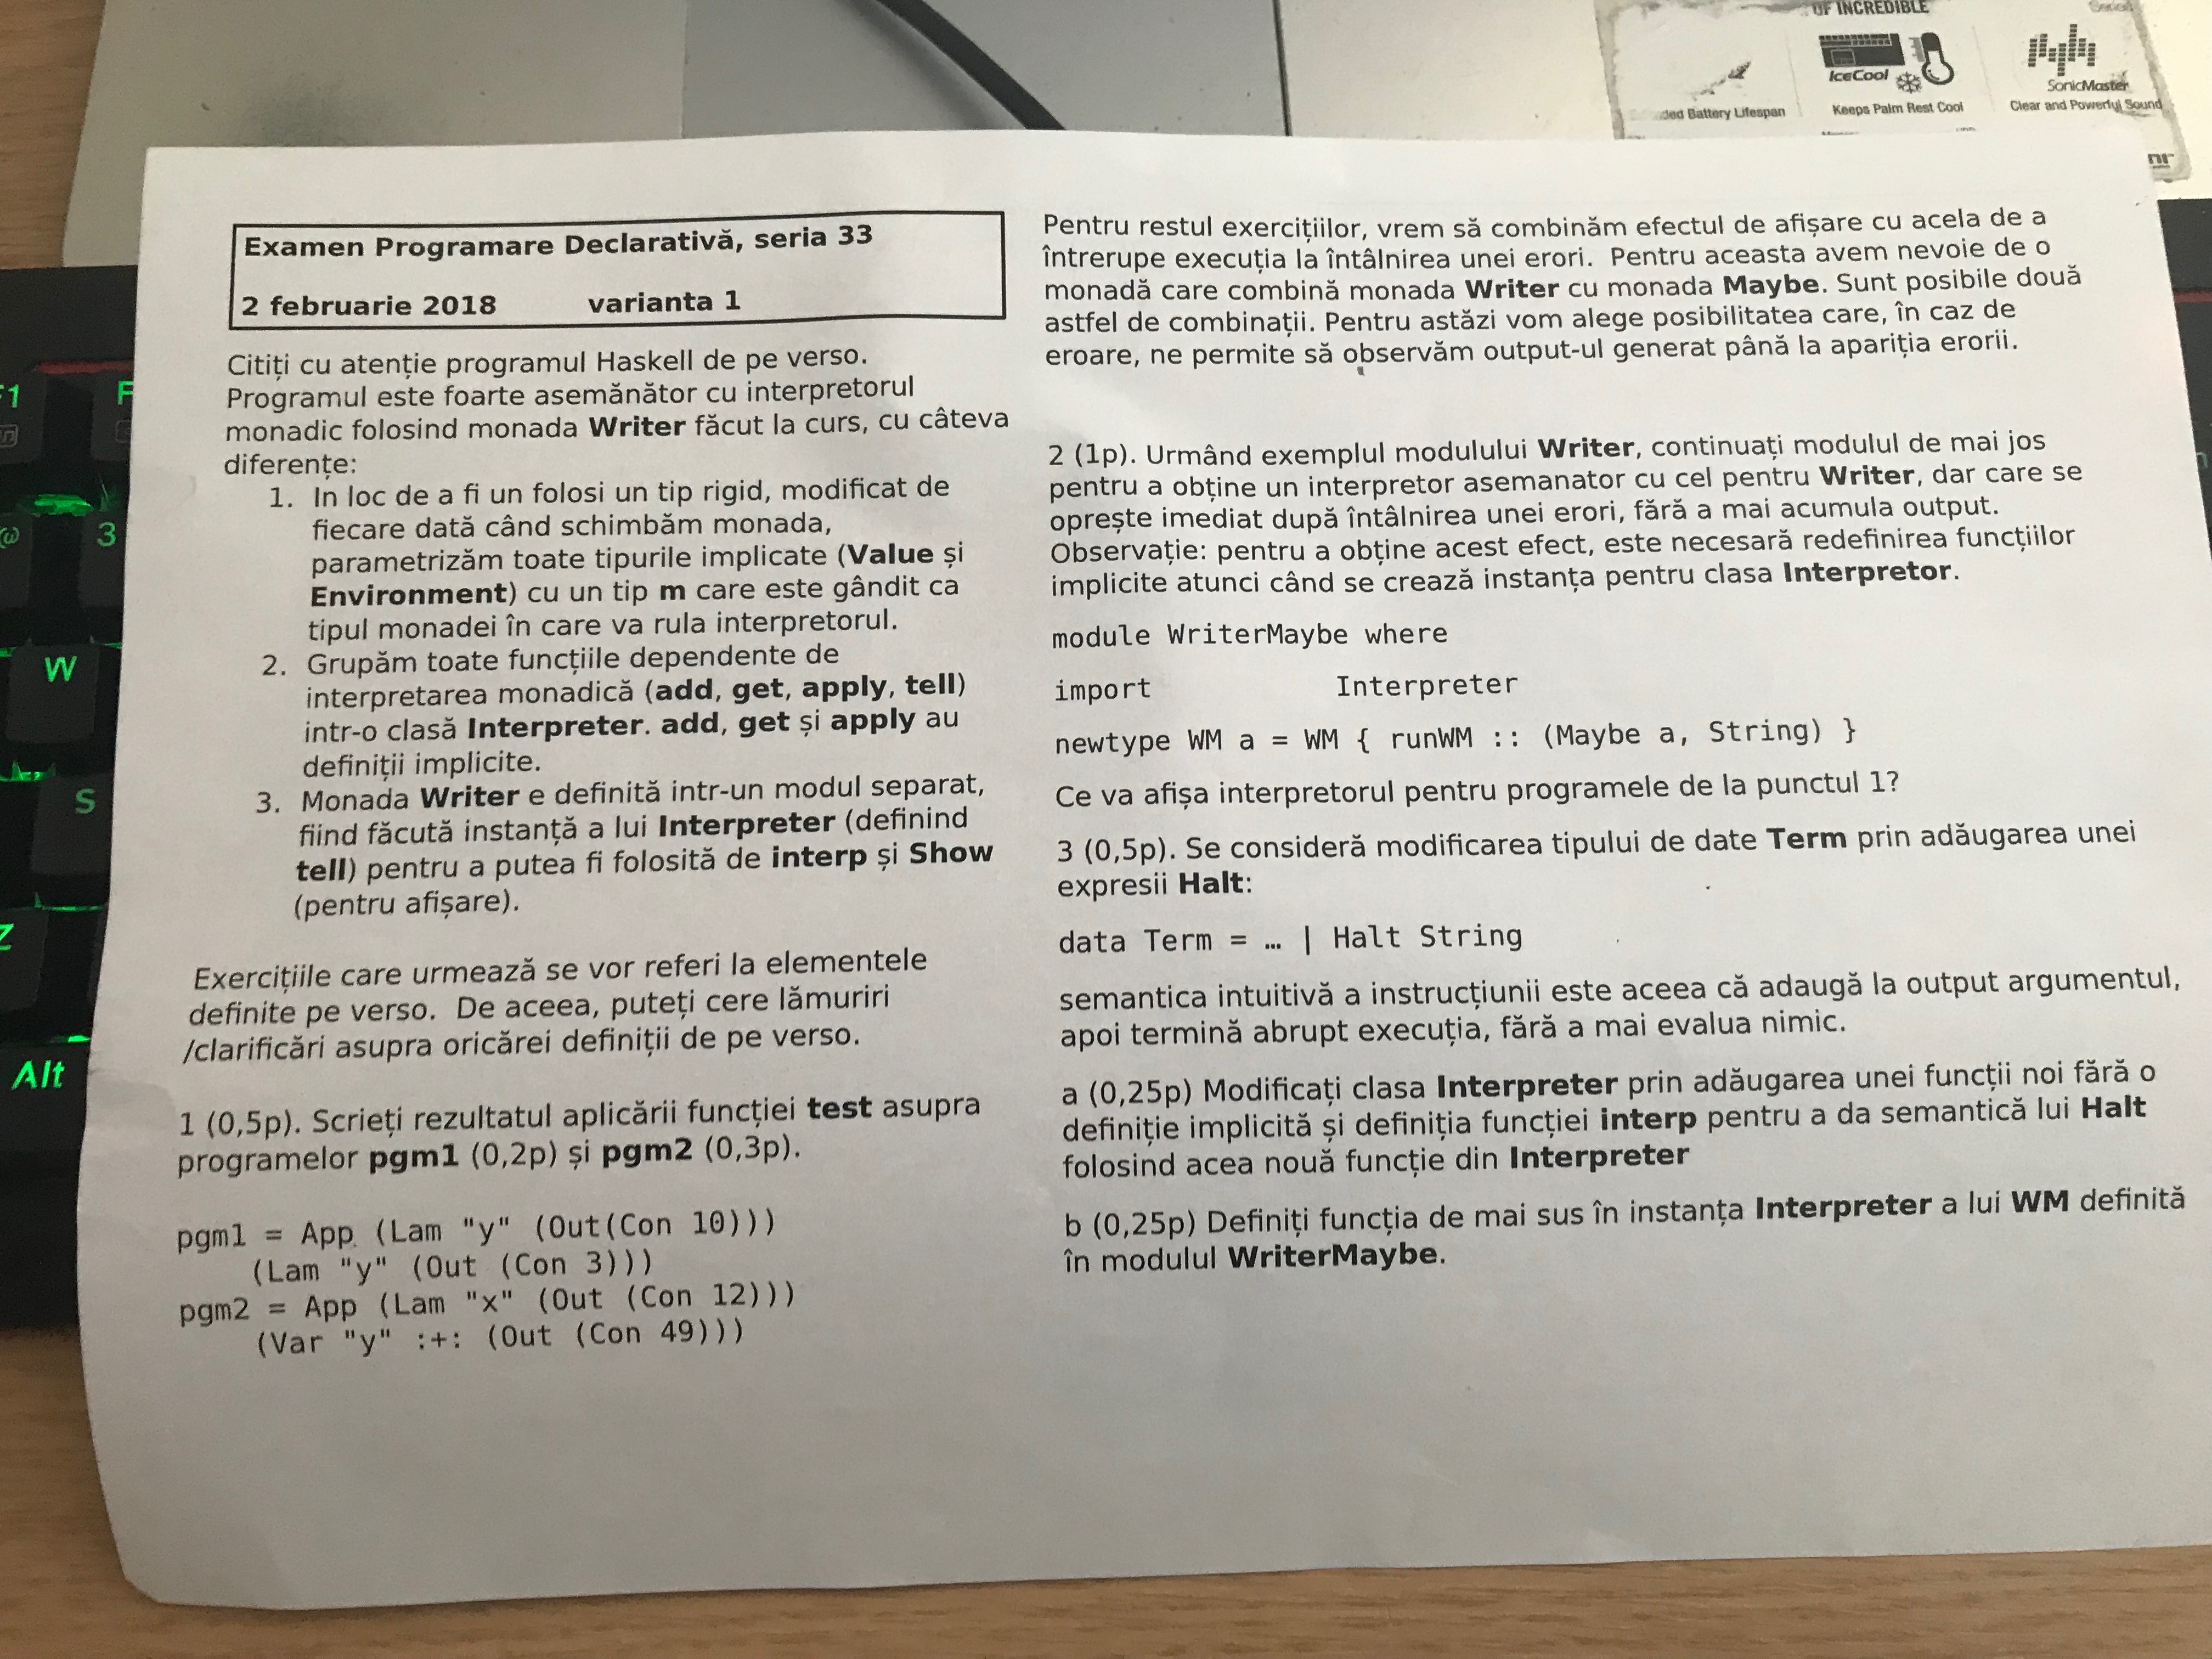 Examen Programare Declarativă, seria 33
2 februarie 2018 varianta 1
Citiți cu atenție programul Haskell de pe verso.
Programul este foarte asemănător cu interpretorul
monadic folosind monada Writer făcut la curs, cu câteva
diferențe:
1. In loc de a fi un folosi un tip rigid, modificat de
fiecare dată când schimbăm monada,
parametrizăm toate tipurile implicate (Value și
Environment) cu un tip m care este gândit ca
tipul monadei în care va rula interpretorul.
2. Grupăm toate funcțiile dependente de
interpretarea monadică (add, get, apply, tell)
intr-o clasă Interpreter. add, get și apply au
definiții implicite.
3. Monada Writer e definită intr-un modul separat,
fiind făcută instanță a lui Interpreter (definind
tell) pentru a putea fi folosită de interp și Show
(pentru afișare).
Exercițiile care urmează se vor referi la elementele
definite pe verso. De aceea, puteți cere lămuriri
/clarificări asupra oricărei definiții de pe verso.
1 (0,5p). Scrieți rezultatul aplicării funcției test asupra
programelor pgm1 (0,2p) și pgm2 (0,3p).
pgm1 = App (Lam "y" (Out(Con 10)))
(Lam "y" (Out (Con 3)))
pgm2 = App (Lam "x" (Out (Con 12)))
(Var "y" :+: (Out (Con 49)))
Pentru restul exercițiilor, vrem să combinăm efectul de afișare cu acela de a
întrerupe execuția la întâlnirea unei erori. Pentru aceasta avem nevoie de o
monadă care combină monada Writer cu monada Maybe. Sunt posibile două
astfel de combinații. Pentru astăzi vom alege posibilitatea care, în caz de
eroare, ne permite să observăm output-ul generat până la apariția erorii.
2 (1p). Urmând exemplul modulului Writer, continuați modulul de mai jos
pentru a obține un interpretor asemanator cu cel pentru Writer, dar care se
oprește imediat după întâlnirea unei erori, fără a mai acumula output.
Observație: pentru a obține acest efect, este necesară redefinirea funcțiilor
implicite atunci când se crează instanța pentru clasa Interpretor.
module WriterMaybe where
import Interpreter
newtype WM a = WM { runWM :: (Maybe a, String) }
Ce va afișa interpretorul pentru programele de la punctul 1?
3 (0,5p). Se consideră modificarea tipului de date Term prin adăugarea unei
expresii Halt:
data Term = … | Halt String
semantica intuitivă a instrucțiunii este aceea că adaugă la output argumentul,
apoi termină abrupt execuția, fără a mai evalua nimic.
a (0,25p) Modificați clasa Interpreter prin adăugarea unei funcții noi fără o
definiție implicită și definiția funcției interp pentru a da semantică lui Halt
folosind acea nouă funcție din Interpreter
b (0,25p) Definiți funcția de mai sus în instanța Interpreter a lui WM definită
în modulul WriterMaybe.
Alt
S
W
3
OF INCREDIBLE
IceCool
Keeps Palm Rest Cool
SonicMaster
Clear and Powerful Sound
Battery Lifespan